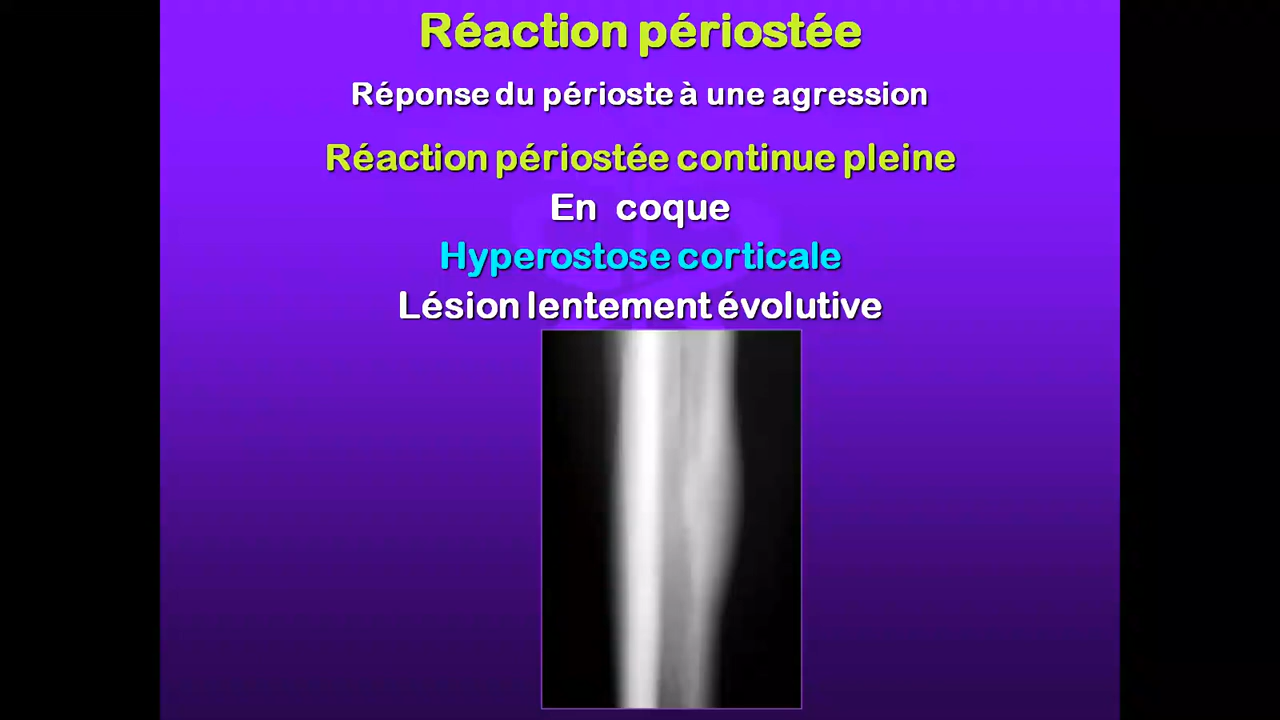 Réaction périostée
Réponse du périoste à une agression
Réaction périostée continue pleine
En coque
Hyperostose corticale
Lésion lentement évolutive